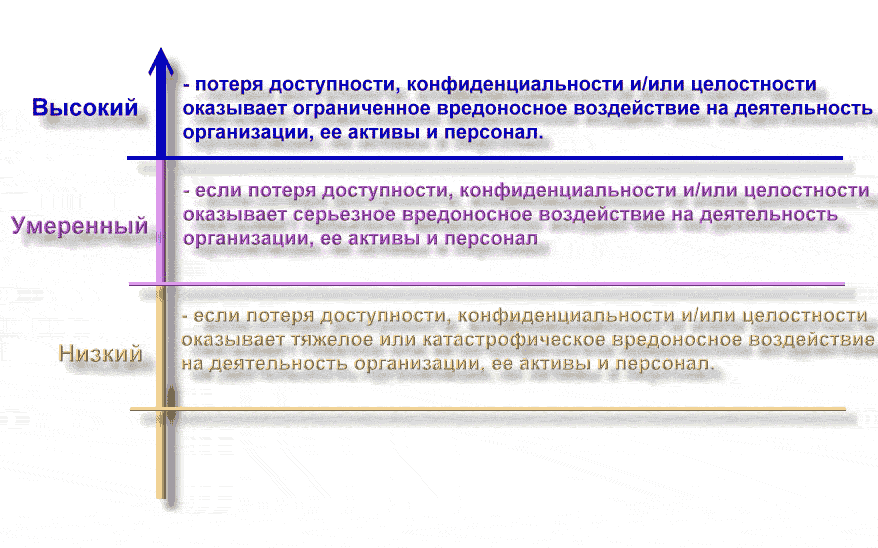 Высокий
- потеря доступности, конфиденциальности и/или целостности
оказывает ограниченное вредоносное воздействие на деятельность
организации, ее активы и персонал.
Умеренный
- если потеря доступности, конфиденциальности и/или целостности
оказывает серьезное вредоносное воздействие на деятельность
организации, ее активы и персонал
Низкий
- если потеря доступности, конфиденциальности и/или целостности
оказывает тяжелое или катастрофическое вредоносное воздействие
на деятельность организации, ее активы и персонал.